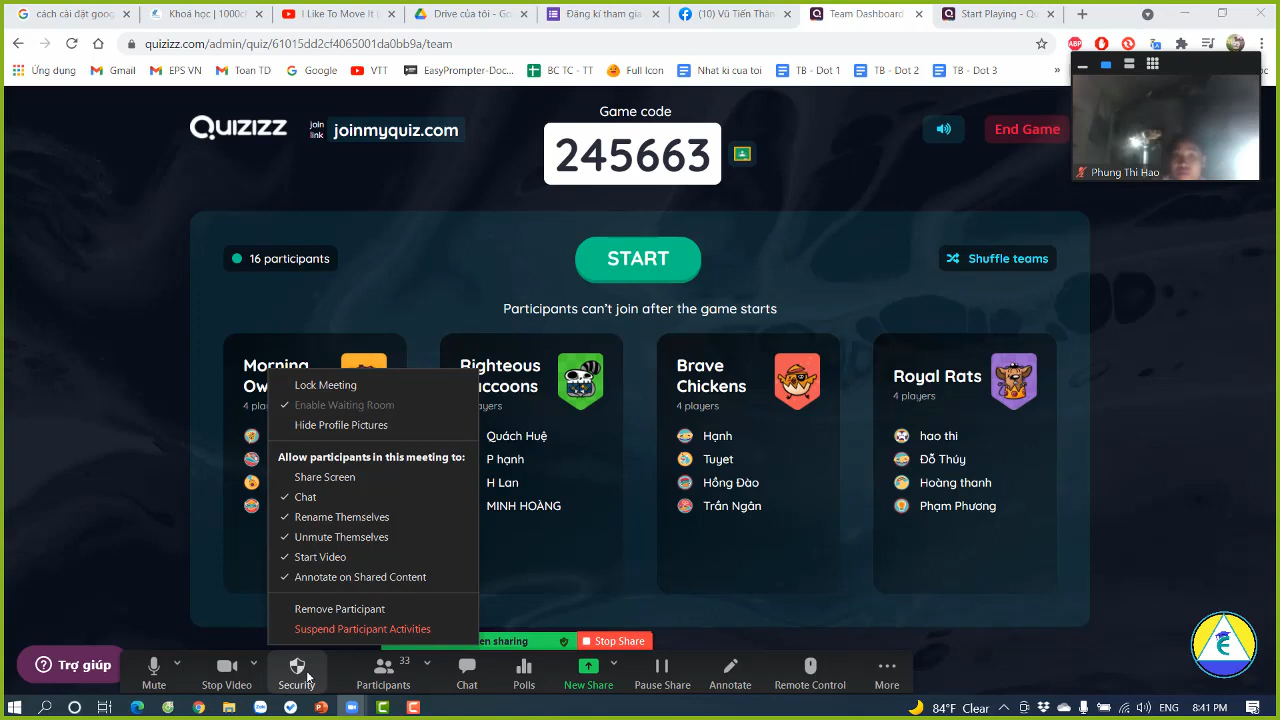 cách cài đặt goog
Khoá học | 1000c
I Like To Move It
Drive của tôi - Go
Đăng kí tham gia
(10) Vũ Tiến Thàn
Team Dashboard
Start Playing - Qu
quizizz.com/admin/quiz/61015dd2cf406500 1da0bb9a/team
Ứng dụng
Gmail
EPS-VN
Toan TD
Google
VTT
EasyPrompter-Doc...
BC TC - TT
Full Icon
Nhat ki cua toi
TB - Dot 1
TB - Dot 2
TB - Dot 3
»
Phung Thi Hao
Quizizz
join link
joinmyquiz.com
Game code
245663
End Game
16 participants
START
Shuffle teams
Participants can't join after the game starts
Morning
Righteous
4 players
Brave
Chickens
4 players
Royal Rats
4 players
Quách Huệ
P hạnh
H Lan
MINH HOÀNG
Hạnh
Tuyet
Hồng Đào
Trần Ngân
hao thi
Đỗ Thúy
Hoàng thanh
Phạm Phương
Lock Meeting
Enable Waiting Room
Hide Profile Pictures
Allow participants in this meeting to:
Share Screen
Chat
Rename Themselves
Unmute Themselves
Start Video
Annotate on Shared Content
Remove Participant
Suspend Participant Activities
en sharing
Stop Share
Trợ giúp
Mute
Stop Video
Security
Participants
33
Chat
Polls
New Share
Pause Share
Annotate
Remote Control
More
84°F Clear
ENG
8:41 PM